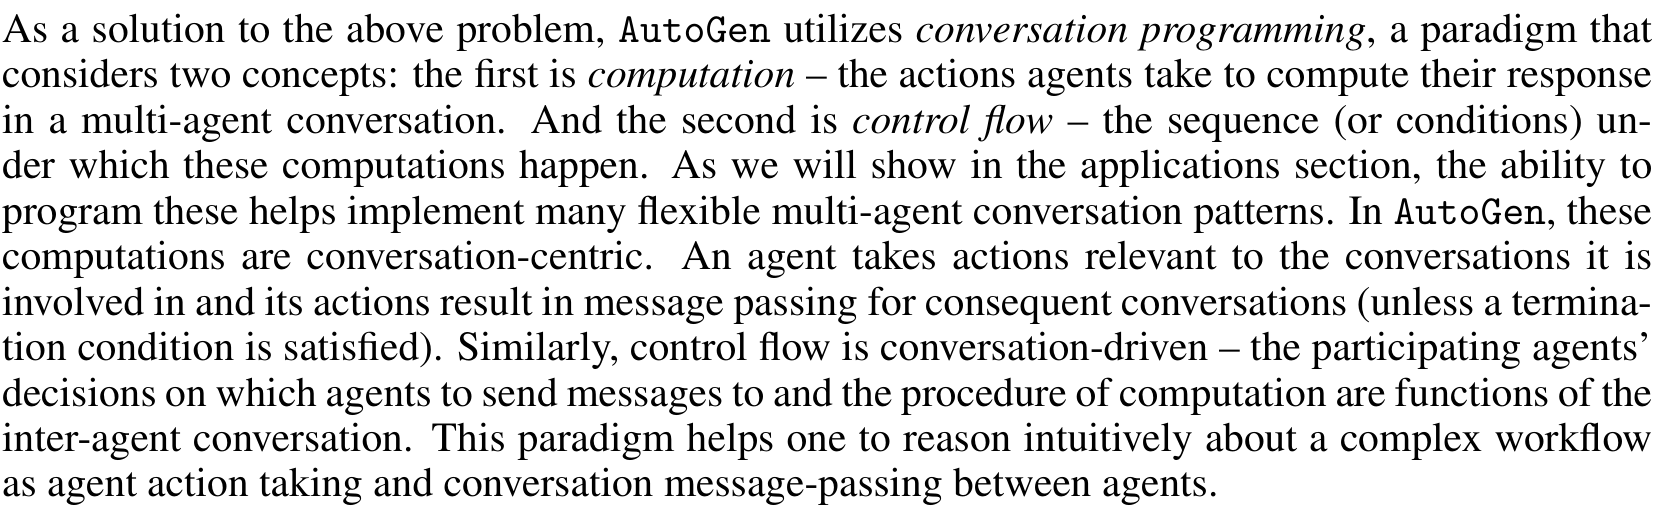 As a solution to the above problem, AutoGen utilizes conversation programming, a paradigm that
considers two concepts: the first is computation – the actions agents take to compute their response
in a multi-agent conversation. And the second is control flow – the sequence (or conditions) un-
der which these computations happen. As we will show in the applications section, the ability to
program these helps implement many flexible multi-agent conversation patterns. In AutoGen, these
computations are conversation-centric. An agent takes actions relevant to the conversations it is
involved in and its actions result in message passing for consequent conversations (unless a termina-
tion condition is satisfied). Similarly, control flow is conversation-driven – the participating agents’
decisions on which agents to send messages to and the procedure of computation are functions of the
inter-agent conversation. This paradigm helps one to reason intuitively about a complex workflow
as agent action taking and conversation message-passing between agents.